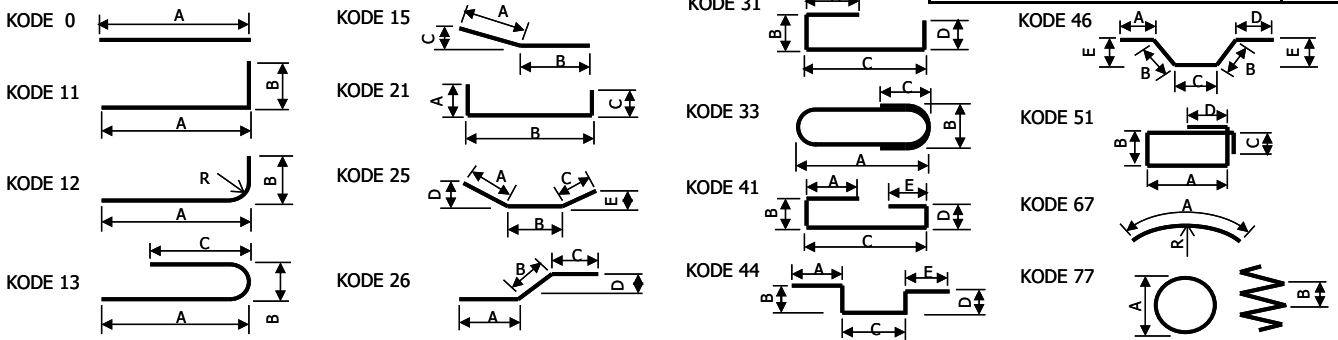 KODE 0
A
KODE 11
B
A
KODE 12
R
B
A
KODE 13
C
A
B
KODE 15
A
C
B
KODE 21
A
C
B
KODE 25
A
C
D
E
B
KODE 26
B
C
D
A
KODE 31
B
D
C
KODE 33
C
B
A
KODE 41
A
E
B
D
C
KODE 44
A
E
B
D
C
KODE 46
A
D
E
E
B
B
C
KODE 51
D
B
C
A
KODE 67
A
R
KODE 77
A
B